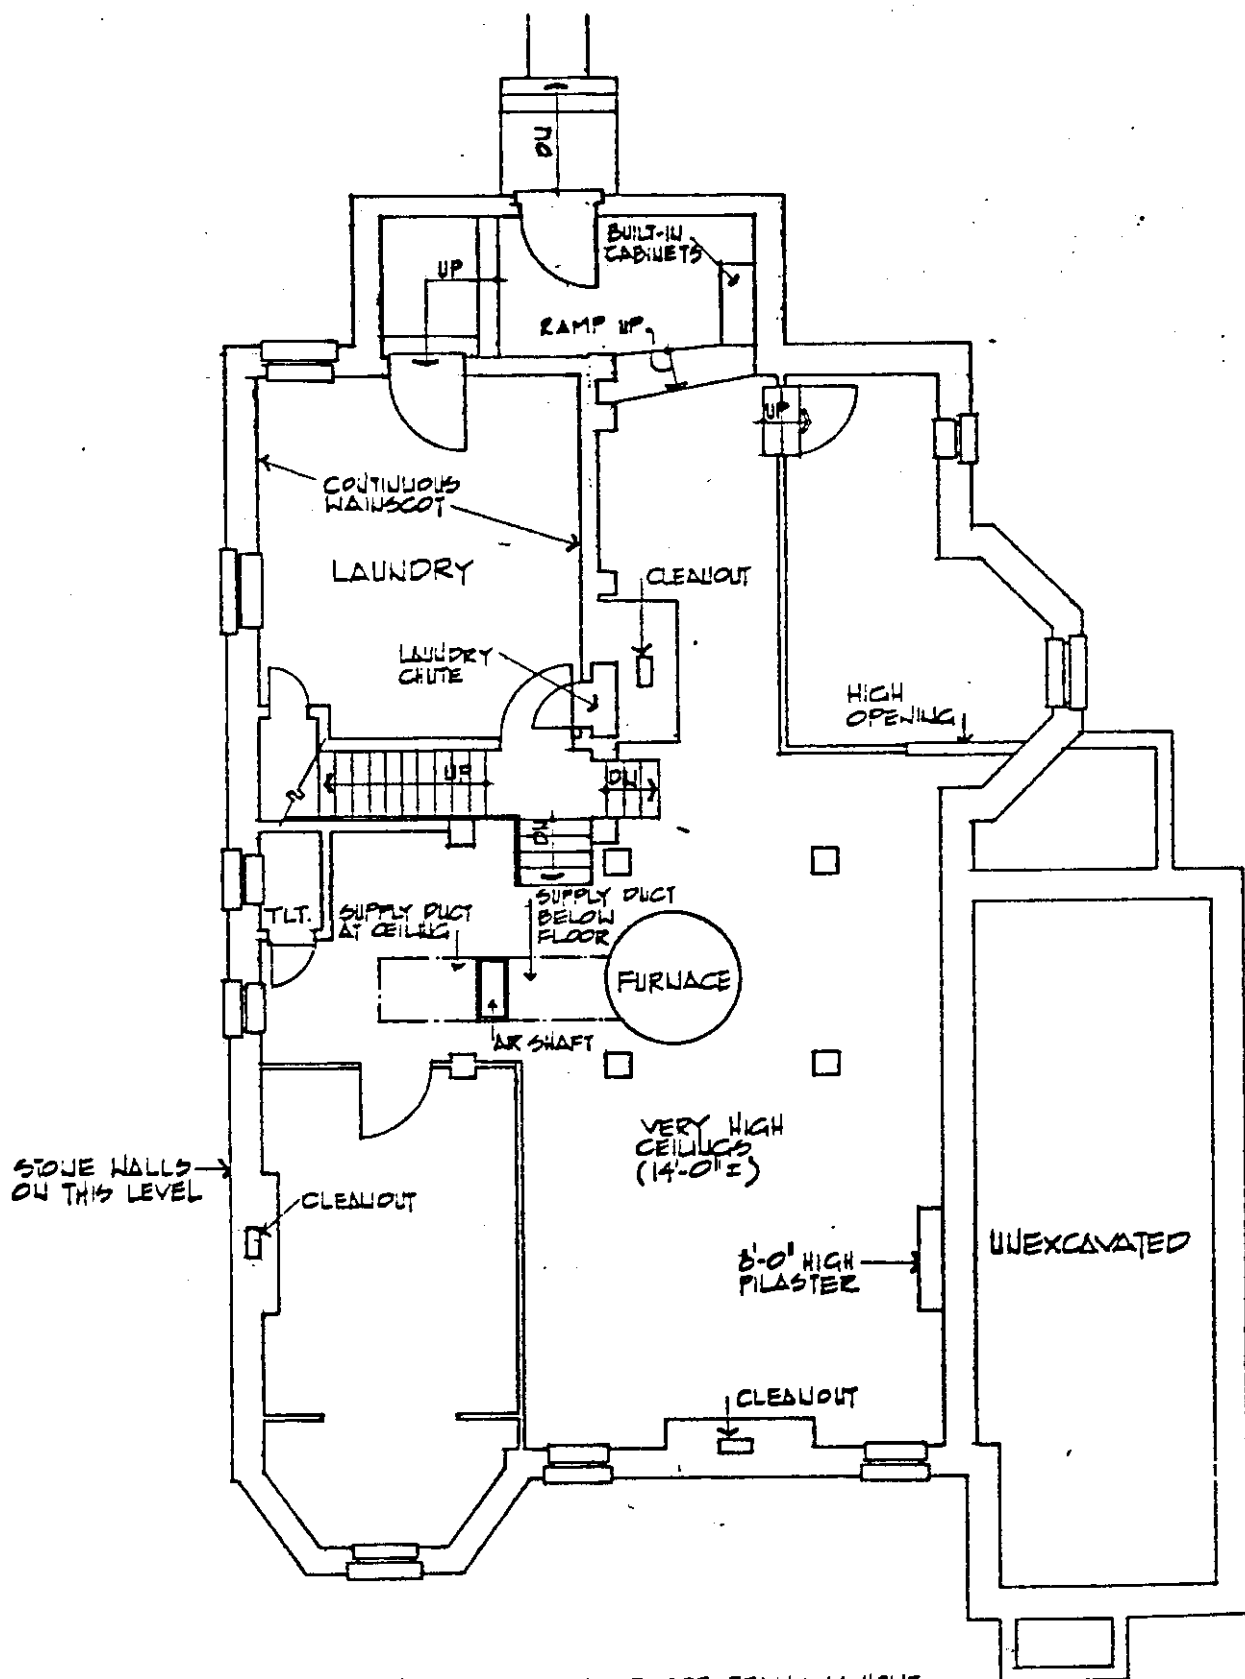 DN
BUILT-IN
CABINETS
UP
RAMP UP
UP
CONTINUOUS
WAINSCOT
LAUNDRY
CLEANOUT
LAUNDRY
CHUTE
HIGH
OPENING
UP
DN
DN
TLT.
SUPPLY DUCT
AT CEILING
SUPPLY DUCT
BELOW
FLOOR
FURNACE
AIR SHAFT
VERY HIGH
CEILINGS
(14'-0"±)
STONE WALLS
ON THIS LEVEL
CLEANOUT
8'-0" HIGH
PILASTER
UNEXCAVATED
CLEANOUT